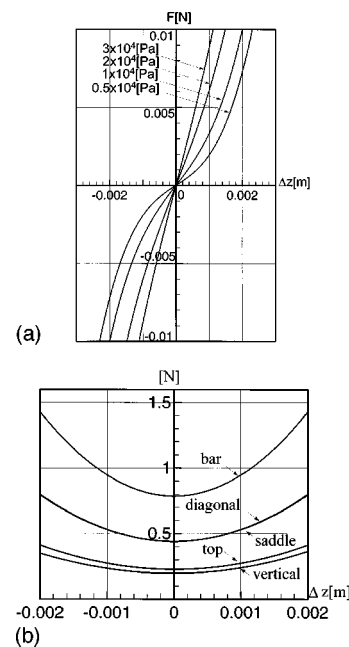 F[N]
0.01
3x10⁴[Pa]
2x10⁴[Pa]
1x10⁴[Pa]
0.5x10⁴[Pa]
0.005
-0.002 0 0.002 Δz[m]
-0.005
-0.01
(a)
[N]
1.5
1
bar
diagonal
0.5
saddle
top
vertical
-0.002 -0.001 0 0.001 0.002 Δz[m]
(b)